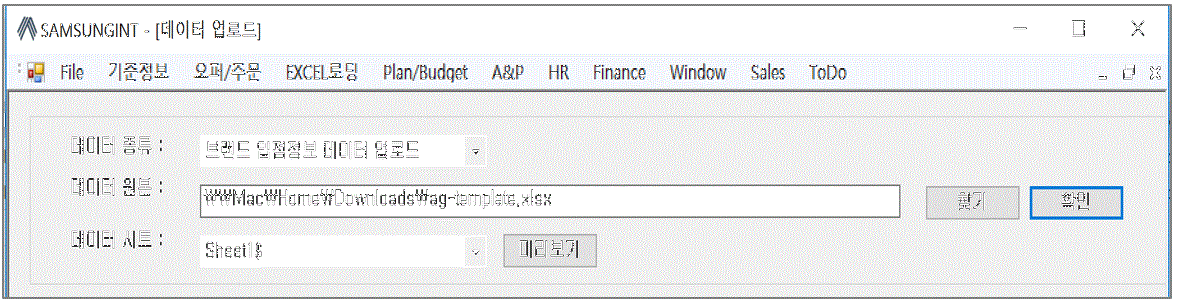 SAMSUNGINT - [데이터 업로드]
File 기준정보 오퍼/주문 EXCEL로딩 Plan/Budget A&P HR Finance Window Sales ToDo
데이터 종류 : 브랜드 입점정보 데이터 업로드
데이터 원본 : ₩₩Mac₩Home₩Downloads₩ag-template.xlsx 찾기 확인
데이터 시트 : Sheet1$ 미리보기